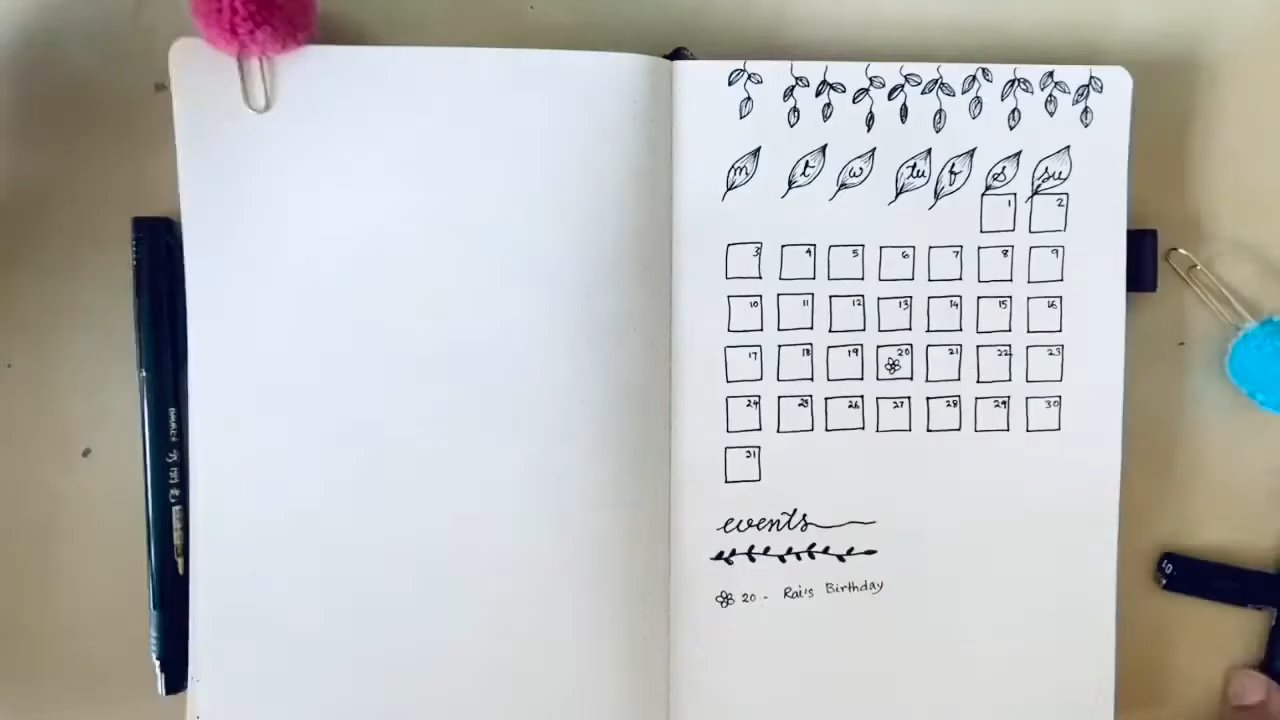 m t w tu f s su
1 2
3 4 5 6 7 8 9
10 11 12 13 14 15 16
17 18 19 20 21 22 23
24 25 26 27 28 29 30
31
events
20 - Rai's Birthday